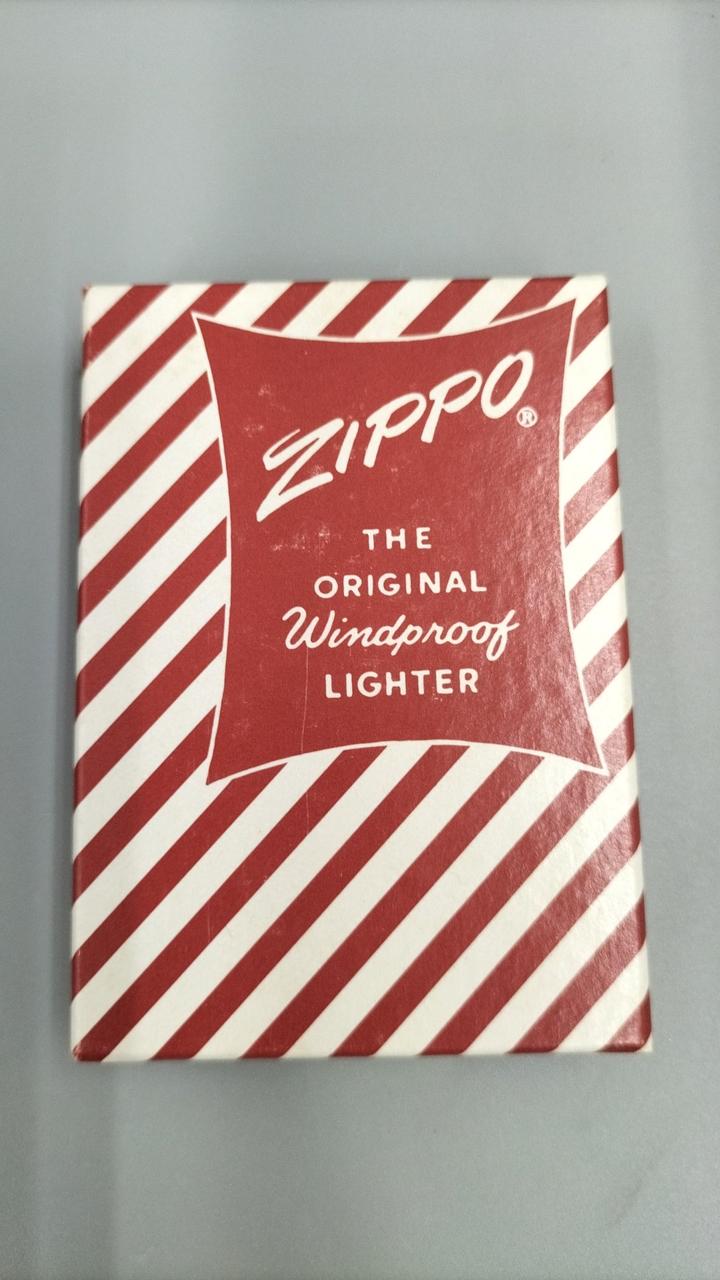 ZIPPO®
THE
ORIGINAL
Windproof
LIGHTER